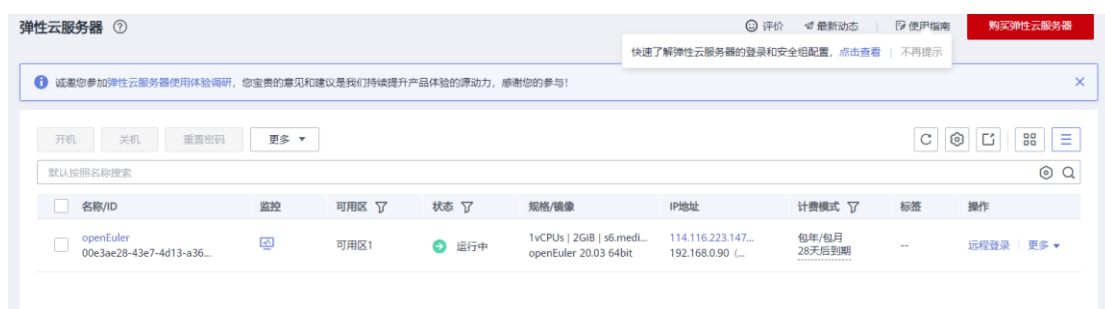 弹性云服务器
评价 最新动态 使用指南 购买弹性云服务器
快速了解弹性云服务器的登录和安全组配置，点击查看 | 不再提示
诚邀您参加弹性云服务器使用体验调研，您宝贵的意见和建议是我们持续提升产品体验的源动力，感谢您的参与！
开机 关机 重置密码 更多
默认按照名称搜索
名称/ID 监控 可用区 状态 规格/镜像 IP地址 计费模式 标签 操作
openEuler 可用区1 运行中 1vCPUs | 2GiB | s6.medi... 114.116.223.147... 包年/包月 -- 远程登录 更多
00e3ae28-43e7-4d13-a36... openEuler 20.03 64bit 192.168.0.90 (... 28天后到期